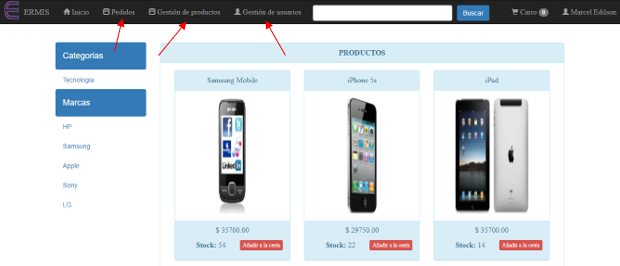 ERMIS Inicio Pedidos Gestión de productos Gestión de usuarios Buscar Carro 0 Marcel Edilson
Categorias
Tecnologia
Marcas
HP
Samsung
Apple
Sony
LG
PRODUCTOS
Samsung Mobile iPhone 5s iPad
LinkedIn
$ 35700.00 $ 29750.00 $ 35700.00
Stock: 54 Añadir a la cesta Stock: 22 Añadir a la cesta Stock: 14 Añadir a la cesta